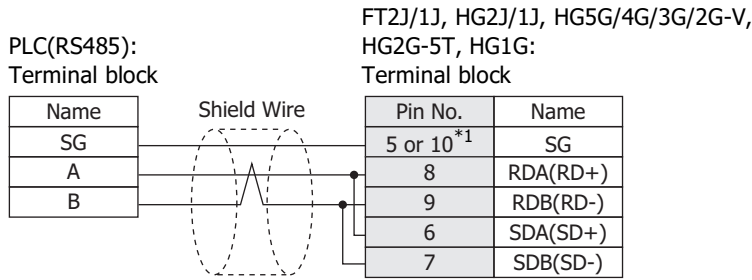 FT2J/1J, HG2J/1J, HG5G/4G/3G/2G-V,
PLC(RS485): HG2G-5T, HG1G:
Terminal block Terminal block
Name Shield Wire Pin No. Name
SG 5 or 10*1 SG
A 8 RDA(RD+)
B 9 RDB(RD-)
6 SDA(SD+)
7 SDB(SD-)